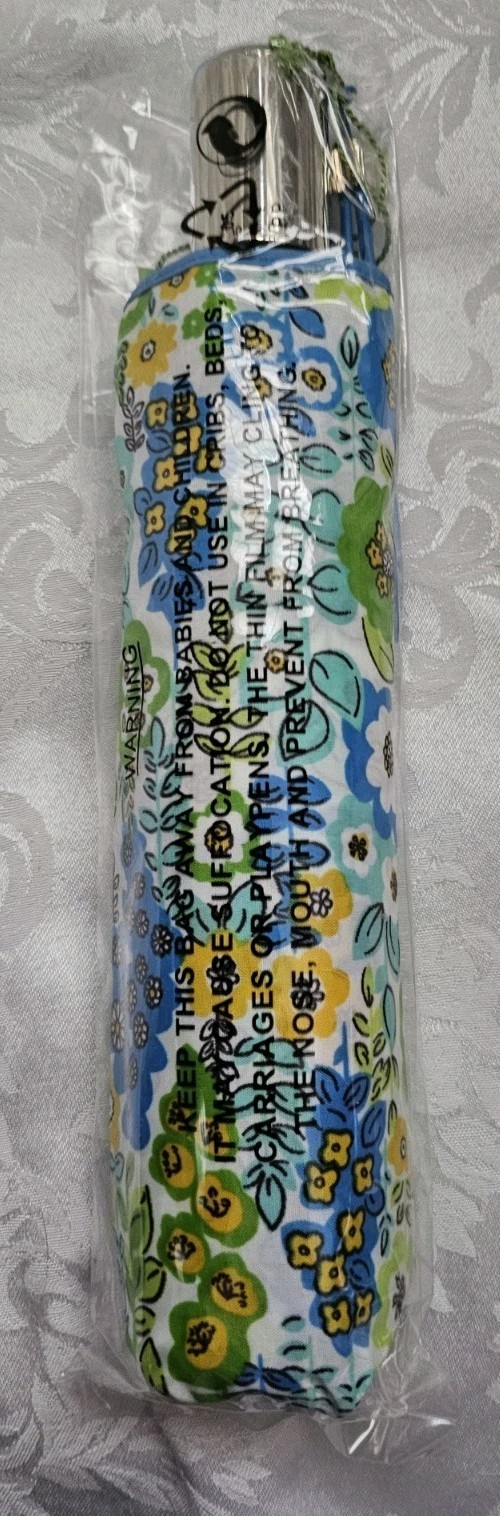 WARNING
KEEP THIS BAG AWAY FROM BABIES AND CHILDREN.
IT MAY CAUSE SUFFOCATION. DO NOT USE IN CRIBS, BEDS,
CARRIAGES OR PLAYPENS. THE THIN FILM MAY CLING TO
THE NOSE, MOUTH AND PREVENT FROM BREATHING.